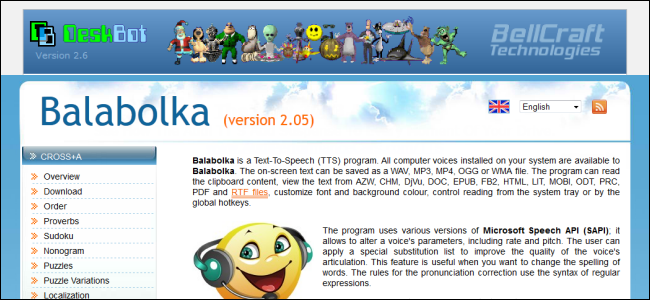 DeskBot
Version 2.6
BellCraft
Technologies
Balabolka (version 2.05)
English
CROSS+A
Overview
Download
Order
Proverbs
Sudoku
Nonogram
Puzzles
Puzzle Variations
Localization
Balabolka is a Text-To-Speech (TTS) program. All computer voices installed on your system are available to
Balabolka. The on-screen text can be saved as a WAV, MP3, MP4, OGG or WMA file. The program can read
the clipboard content, view the text from AZW, CHM, DjVu, DOC, EPUB, FB2, HTML, LIT, MOBI, ODT, PRC,
PDF and RTF files, customize font and background colour, control reading from the system tray or by the
global hotkeys.
The program uses various versions of Microsoft Speech API (SAPI); it
allows to alter a voice's parameters, including rate and pitch. The user can
apply a special substitution list to improve the quality of the voice's
articulation. This feature is useful when you want to change the spelling
of words. The rules for the pronunciation correction use the syntax of regular
expressions.